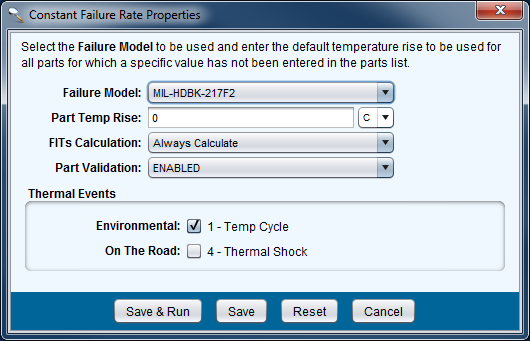 Constant Failure Rate Properties
Select the Failure Model to be used and enter the default temperature rise to be used for
all parts for which a specific value has not been entered in the parts list.
Failure Model: MIL-HDBK-217F2
Part Temp Rise: 0 C
FITs Calculation: Always Calculate
Part Validation: ENABLED
Thermal Events
Environmental: 1 - Temp Cycle
On The Road: 4 - Thermal Shock
Save & Run Save Reset Cancel